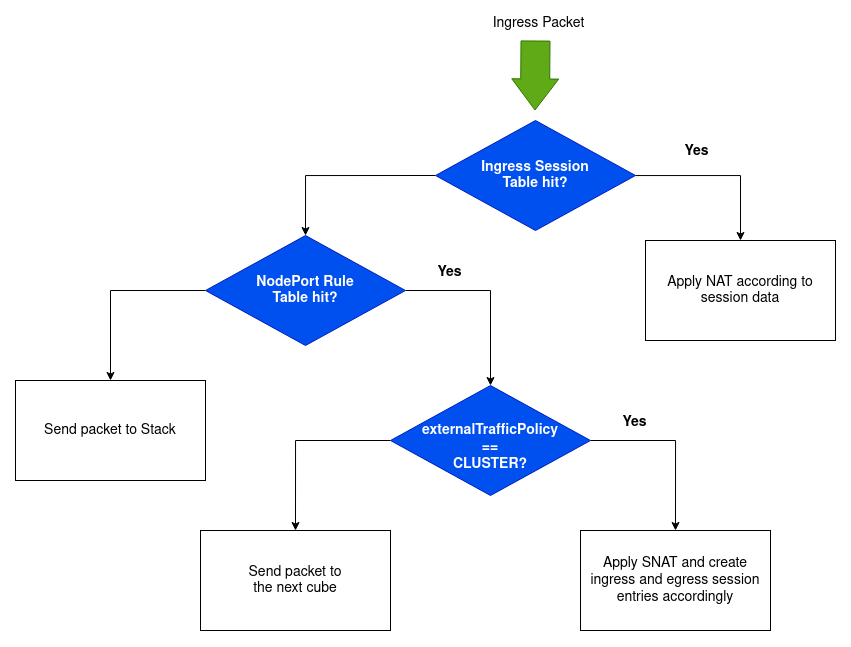 Ingress Packet
Yes
Ingress Session
Table hit?
Yes
NodePort Rule
Table hit?
Apply NAT according to
session data
Send packet to Stack
Yes
externalTrafficPolicy
==
CLUSTER?
Send packet to
the next cube
Apply SNAT and create
ingress and egress session
entries accordingly